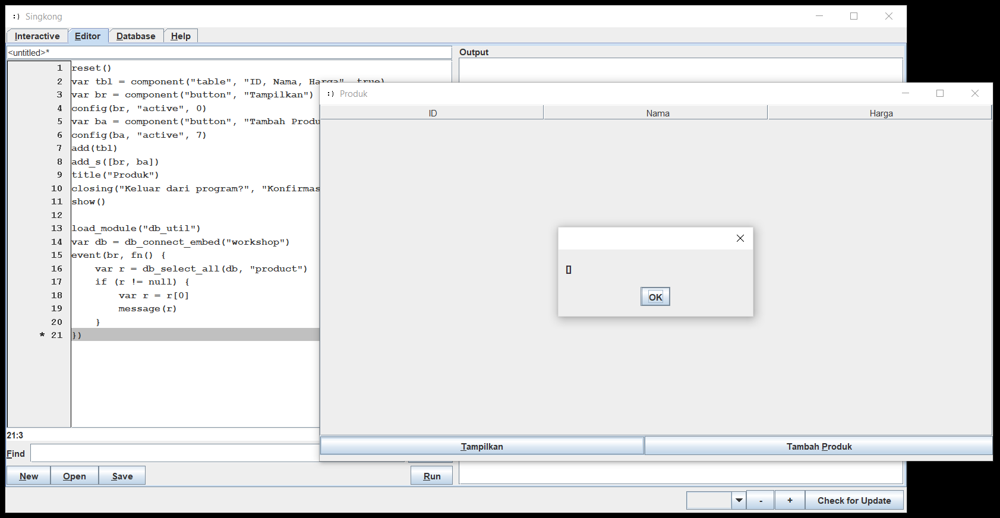 :) Singkong
Interactive Editor Database Help
<untitled>*
Output
1 reset()
2 var tbl = component("table", "ID, Nama, Harga", true)
3 var br = component("button", "Tampilkan")
4 config(br, "active", 0)
5 var ba = component("button", "Tambah Produ
6 config(ba, "active", 7)
7 add(tbl)
8 add_s([br, ba])
9 title("Produk")
10 closing("Keluar dari program?", "Konfirmas
11 show()
12
13 load_module("db_util")
14 var db = db_connect_embed("workshop")
15 event(br, fn() {
16 var r = db_select_all(db, "product")
17 if (r != null) {
18 var r = r[0]
19 message(r)
20 }
* 21 })
:) Produk
ID Nama Harga
[]
OK
Tampilkan Tambah Produk
21:3
Find
New Open Save Run
- + Check for Update